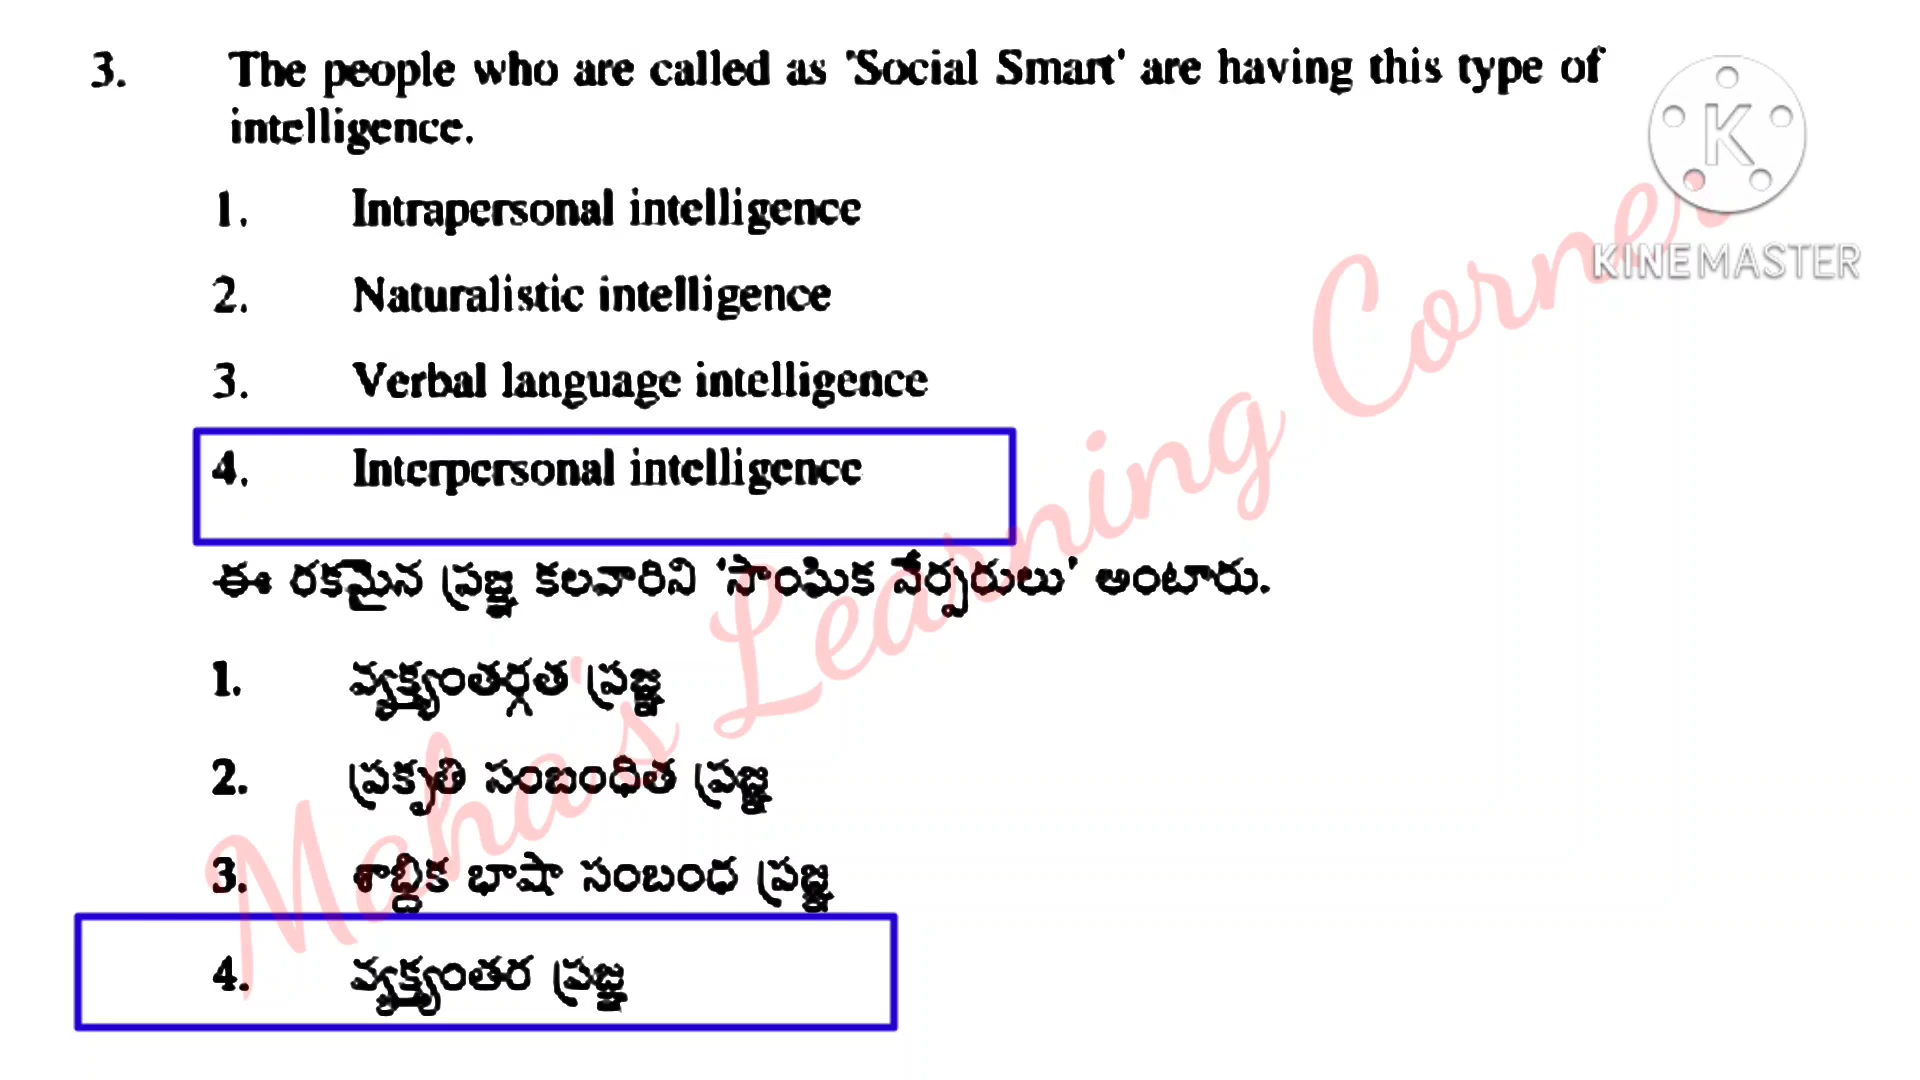 3. The people who are called as 'Social Smart' are having this type of
intelligence.
1. Intrapersonal intelligence
2. Naturalistic intelligence
3. Verbal language intelligence
4. Interpersonal intelligence
ఈ రకమైన ప్రజ్ఞ కలవారిని 'సాంఘిక నేర్పరులు' అంటారు.
1. వ్యక్త్యంతర్గత ప్రజ్ఞ
2. ప్రకృతి సంబంధిత ప్రజ్ఞ
3. శాబ్దిక భాషా సంబంధ ప్రజ్ఞ
4. వ్యక్త్యంతర ప్రజ్ఞ
K
KINEMASTER
Meha's Learning Corner